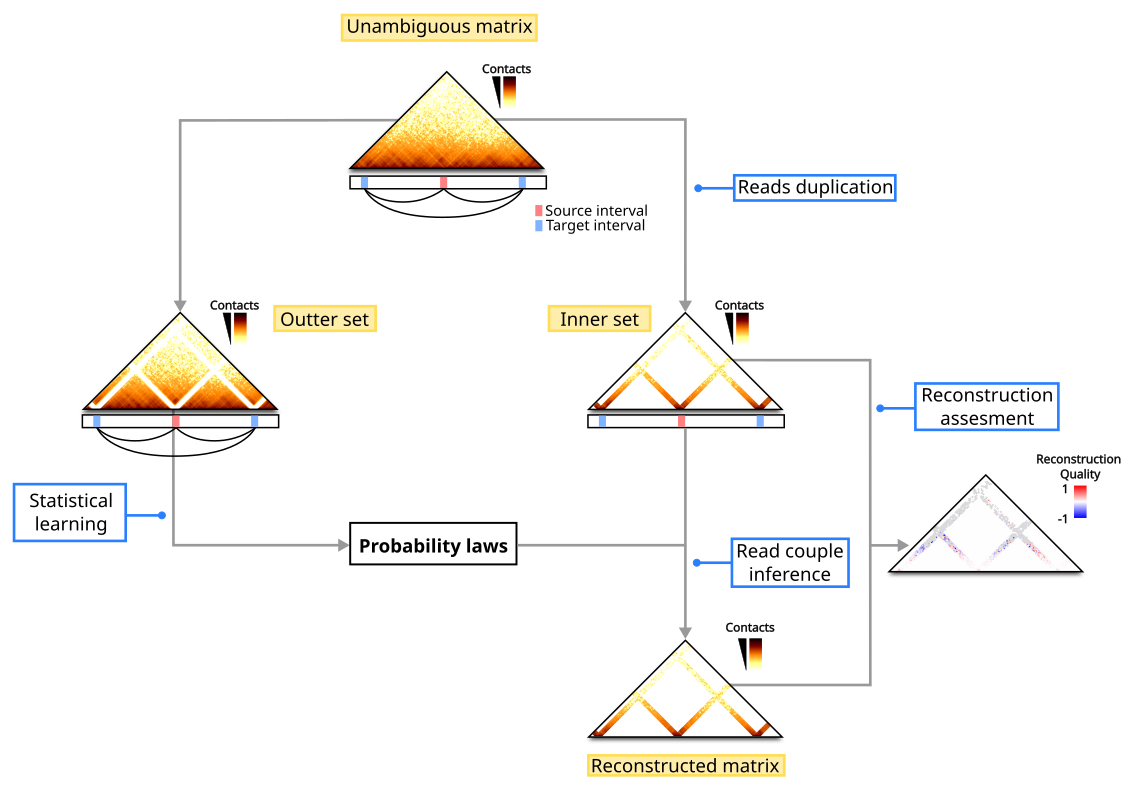 Unambiguous matrix
Contacts
Reads duplication
Source interval
Target interval
Contacts
Outter set
Inner set
Contacts
Reconstruction
assesment
Reconstruction
Quality
1
-1
Statistical
learning
Probability laws
Read couple
inference
Contacts
Reconstructed matrix